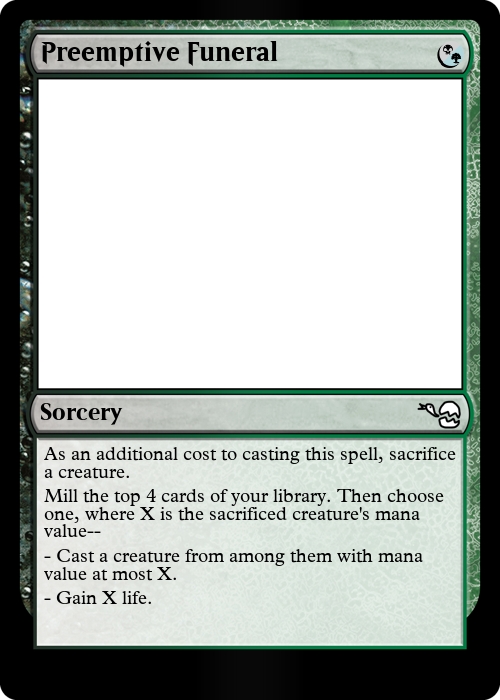 Preemptive Funeral
Sorcery
As an additional cost to casting this spell, sacrifice
a creature.
Mill the top 4 cards of your library. Then choose
one, where X is the sacrificed creature's mana
value--
- Cast a creature from among them with mana
value at most X.
- Gain X life.